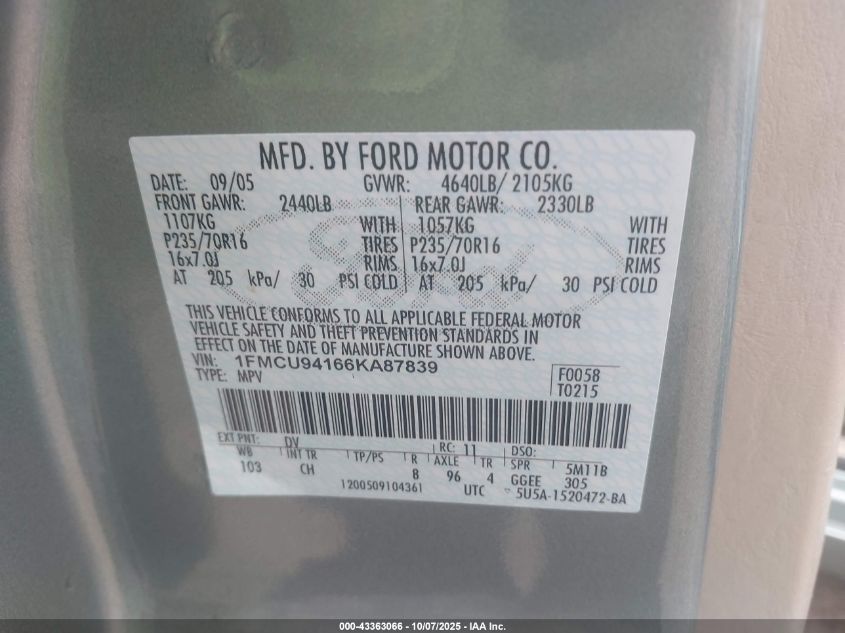 MFD. BY FORD MOTOR CO.
DATE: 09/05 GVWR: 4640LB/ 2105KG
FRONT GAWR: 2440LB REAR GAWR: 2330LB
1107KG WITH 1057KG WITH
P235/70R16 TIRES P235/70R16 TIRES
16x7.0J RIMS 16x7.0J RIMS
AT 205 kPa/ 30 PSI COLD AT 205 kPa/ 30 PSI COLD
THIS VEHICLE CONFORMS TO ALL APPLICABLE FEDERAL MOTOR
VEHICLE SAFETY AND THEFT PREVENTION STANDARDS IN
EFFECT ON THE DATE OF MANUFACTURE SHOWN ABOVE.
VIN: 1FMCU94166KA87839
TYPE: MPV
F0058
T0215
EXT PNT: DV RC: 11 DSO:
WB INT TR TP/PS R AXLE TR SPR 5M11B
103 CH 8 96 4 GGEE 305
1200509104361 UTC 5U5A-1520472-BA
000-43363066 - 10/07/2025 - IAA Inc.